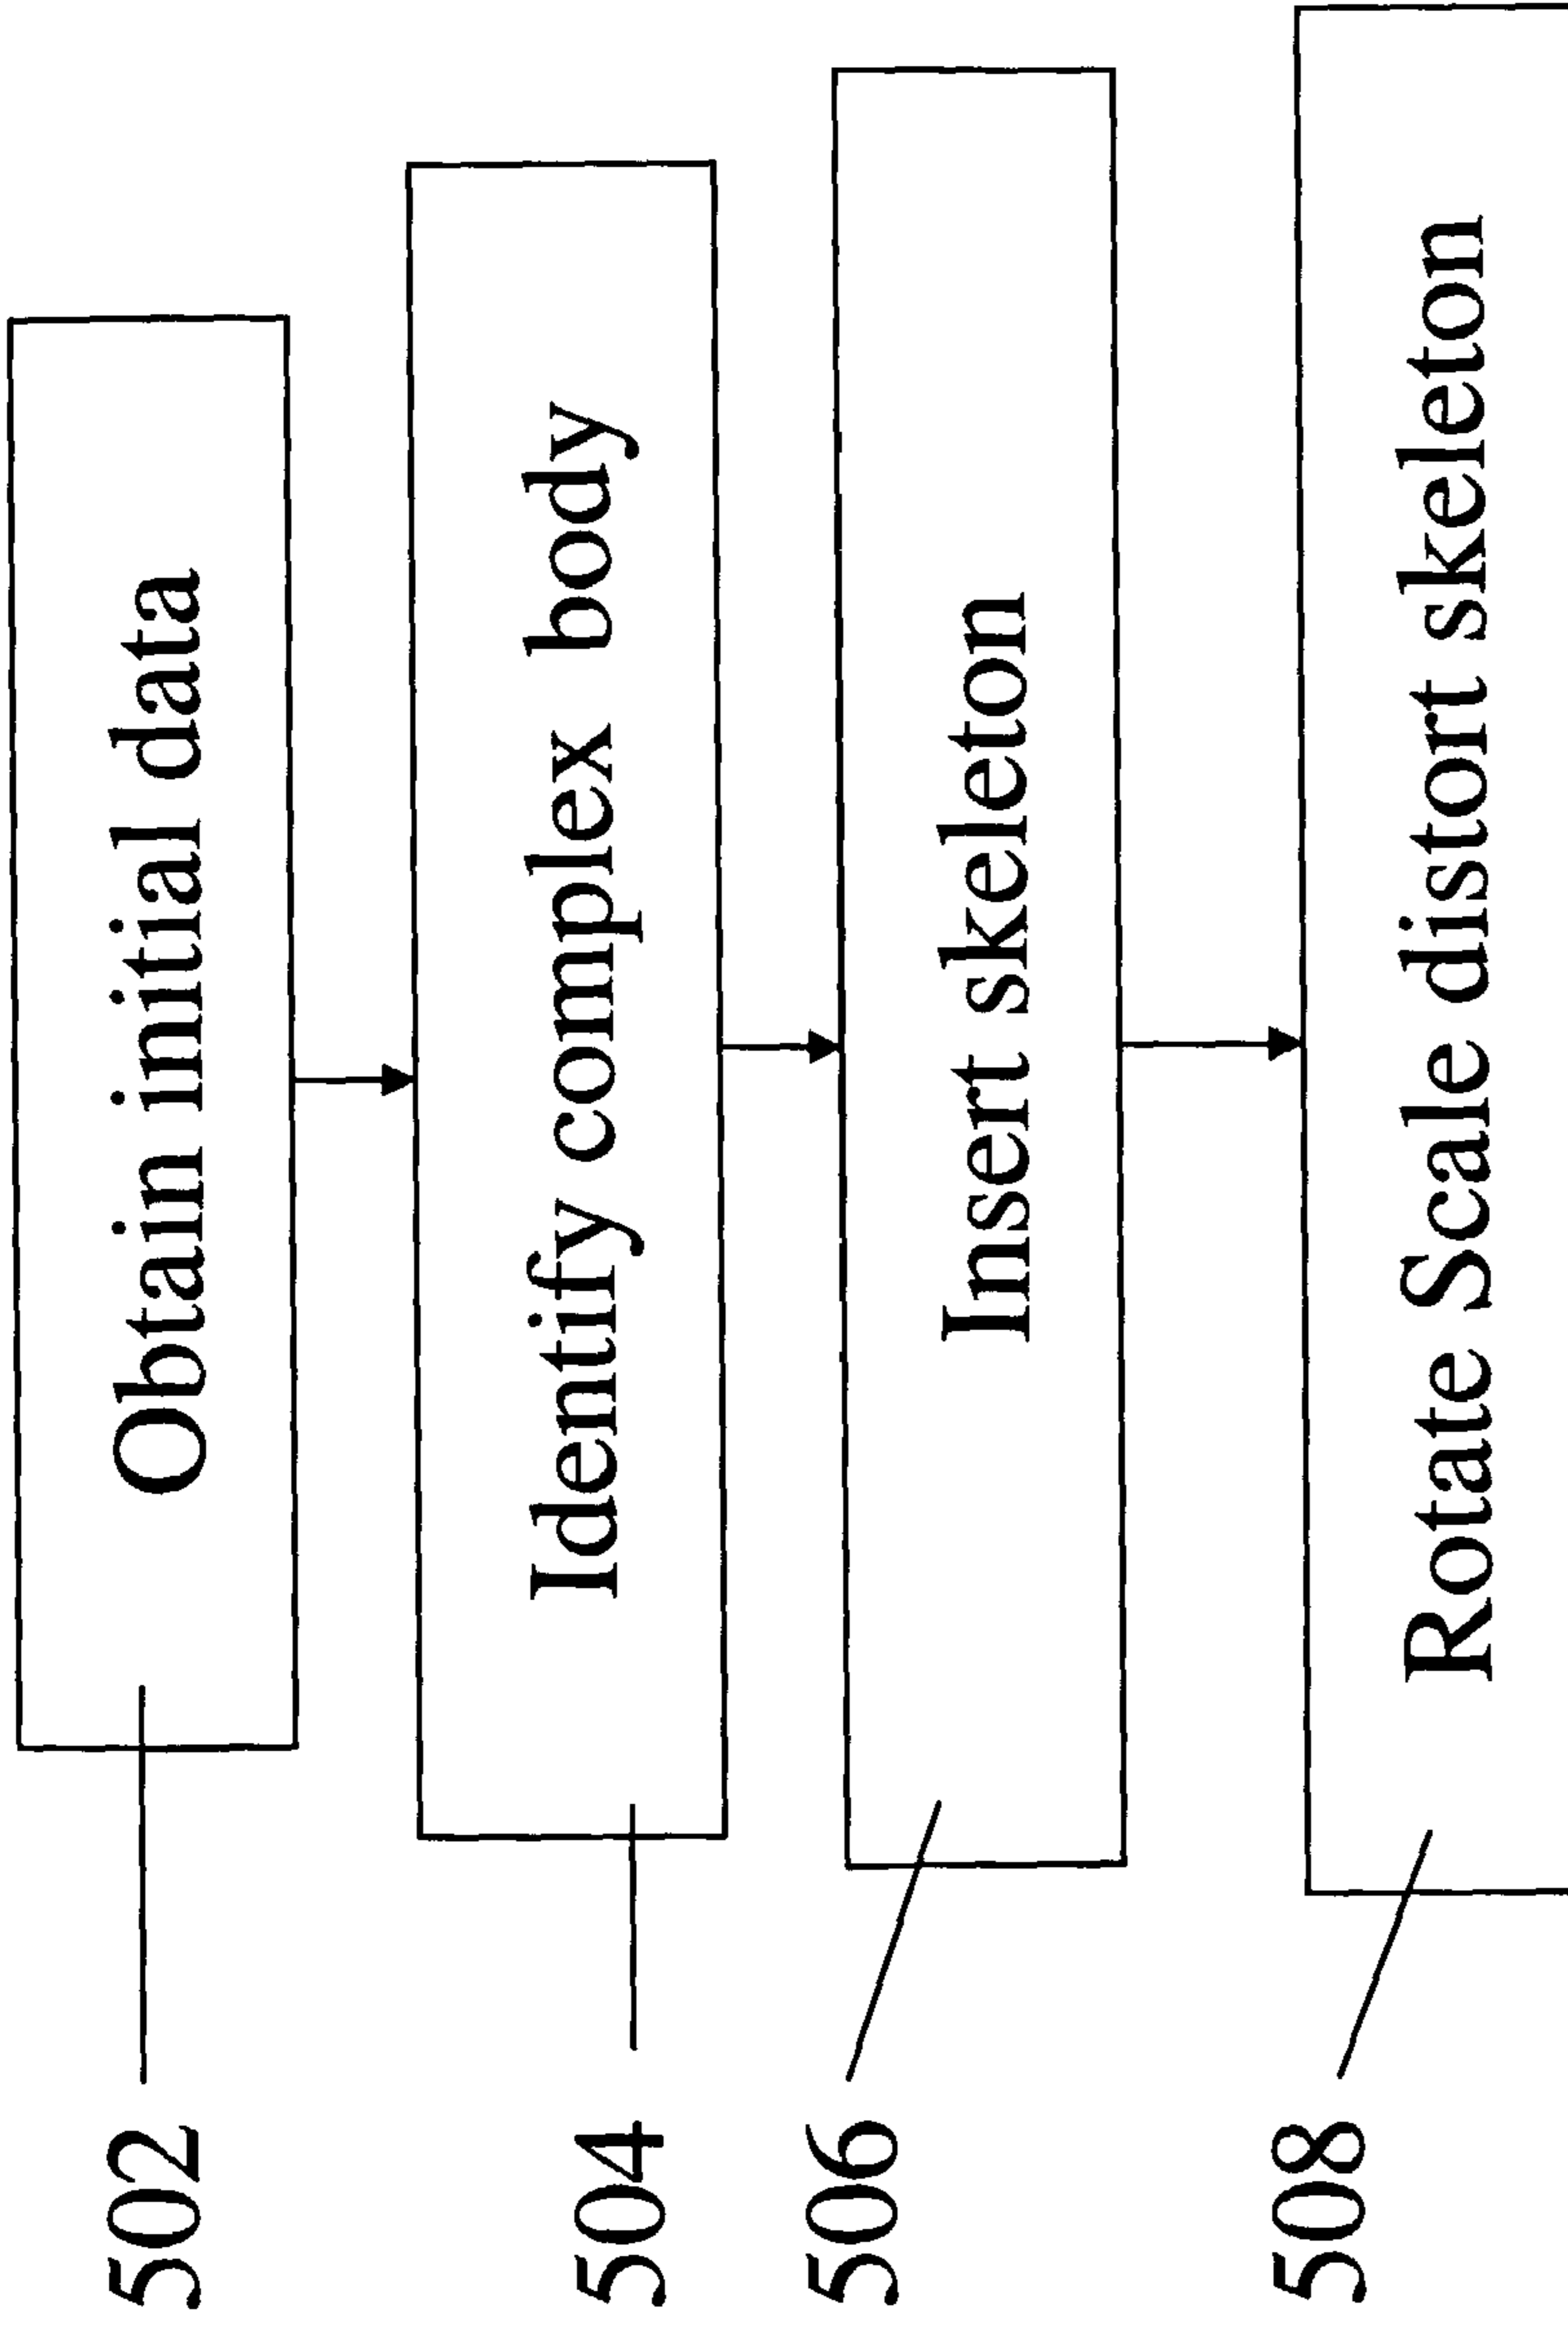 502
Obtain initial data
504
Identify complex body
506
Insert skeleton
508
Rotate Scale distort skeleton